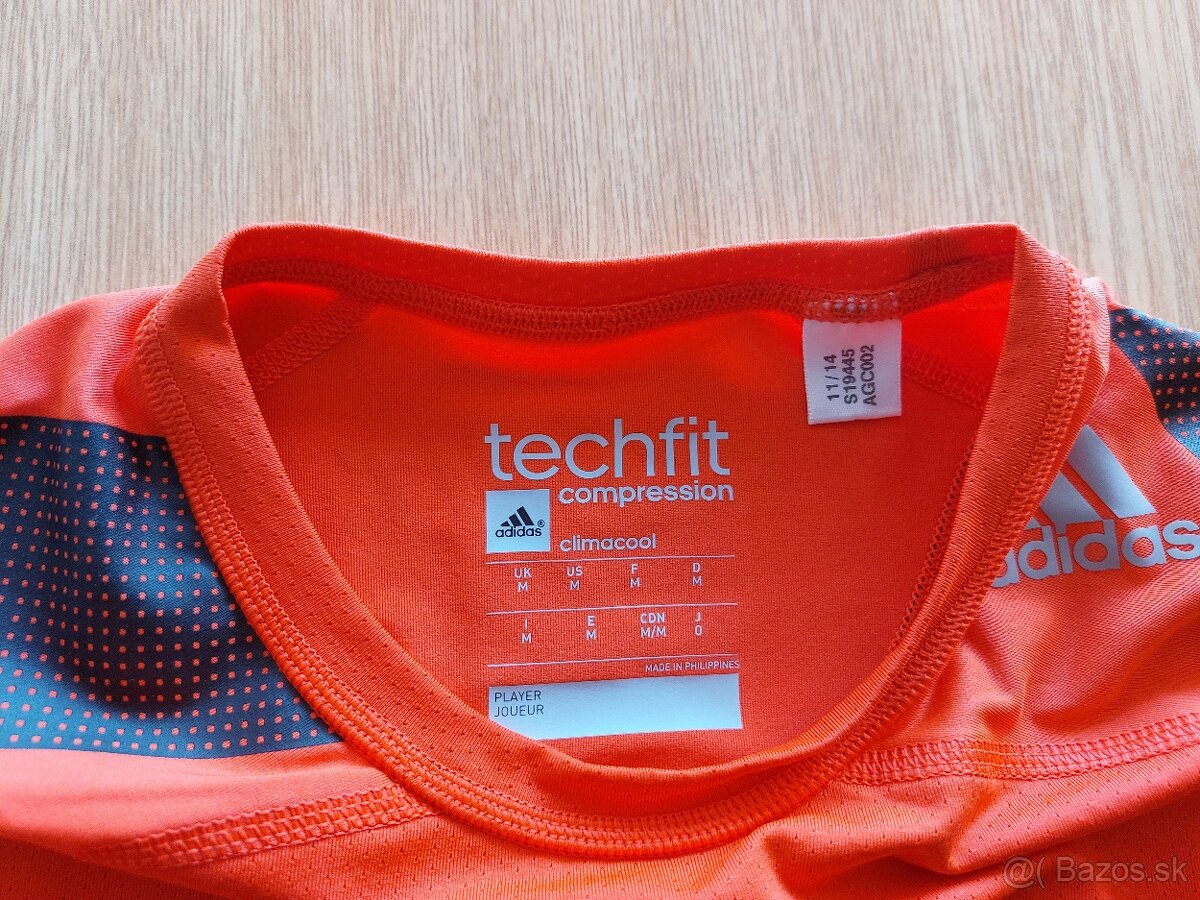 11/14
S19445
AGC002
techfit
compression
adidas®
climacool
UK US F D
M M M M
I E CDN J
M M M/M O
MADE IN PHILIPPINES
PLAYER
JOUEUR
adidas
@( Bazos.sk